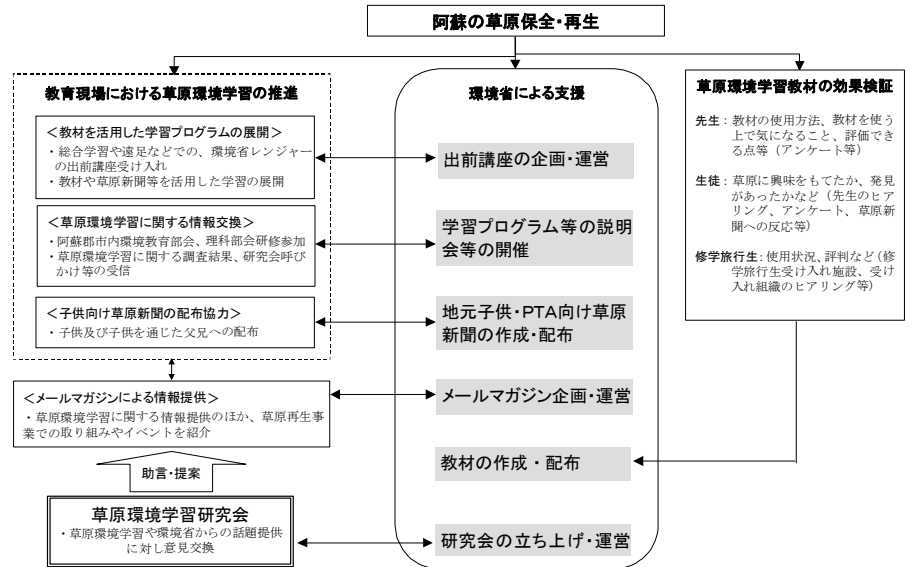 阿蘇の草原保全・再生
教育現場における草原環境学習の推進
＜教材を活用した学習プログラムの展開＞
・総合学習や遠足などでの、環境省レンジャー
の出前講座受け入れ
・教材や草原新聞等を活用した学習の展開
＜草原環境学習に関する情報交換＞
・阿蘇郡市内環境教育部会、理科部会研修参加
・草原環境学習に関する調査結果、研究会呼び
かけ等の受信
＜子供向け草原新聞の配布協力＞
・子供及び子供を通じた父兄への配布
＜メールマガジンによる情報提供＞
・草原環境学習に関する情報提供のほか、草原再生事
業での取り組みやイベントを紹介
助言・提案
草原環境学習研究会
・草原環境学習や環境省からの話題提供
に対し意見交換
環境省による支援
出前講座の企画・運営
学習プログラム等の説明
会等の開催
地元子供・PTA向け草原
新聞の作成・配布
メールマガジン企画・運営
教材の作成・配布
研究会の立ち上げ・運営
草原環境学習教材の効果検証
先生：教材の使用方法、教材を使う
上で気になること、評価でき
る点等（アンケート等）
生徒：草原に興味をもてたか、発見
があったかなど（先生のヒア
リング、アンケート、草原新
聞への反応等）
修学旅行生：使用状況、評判など（修
学旅行生受け入れ施設、受け
入れ組織のヒアリング等）